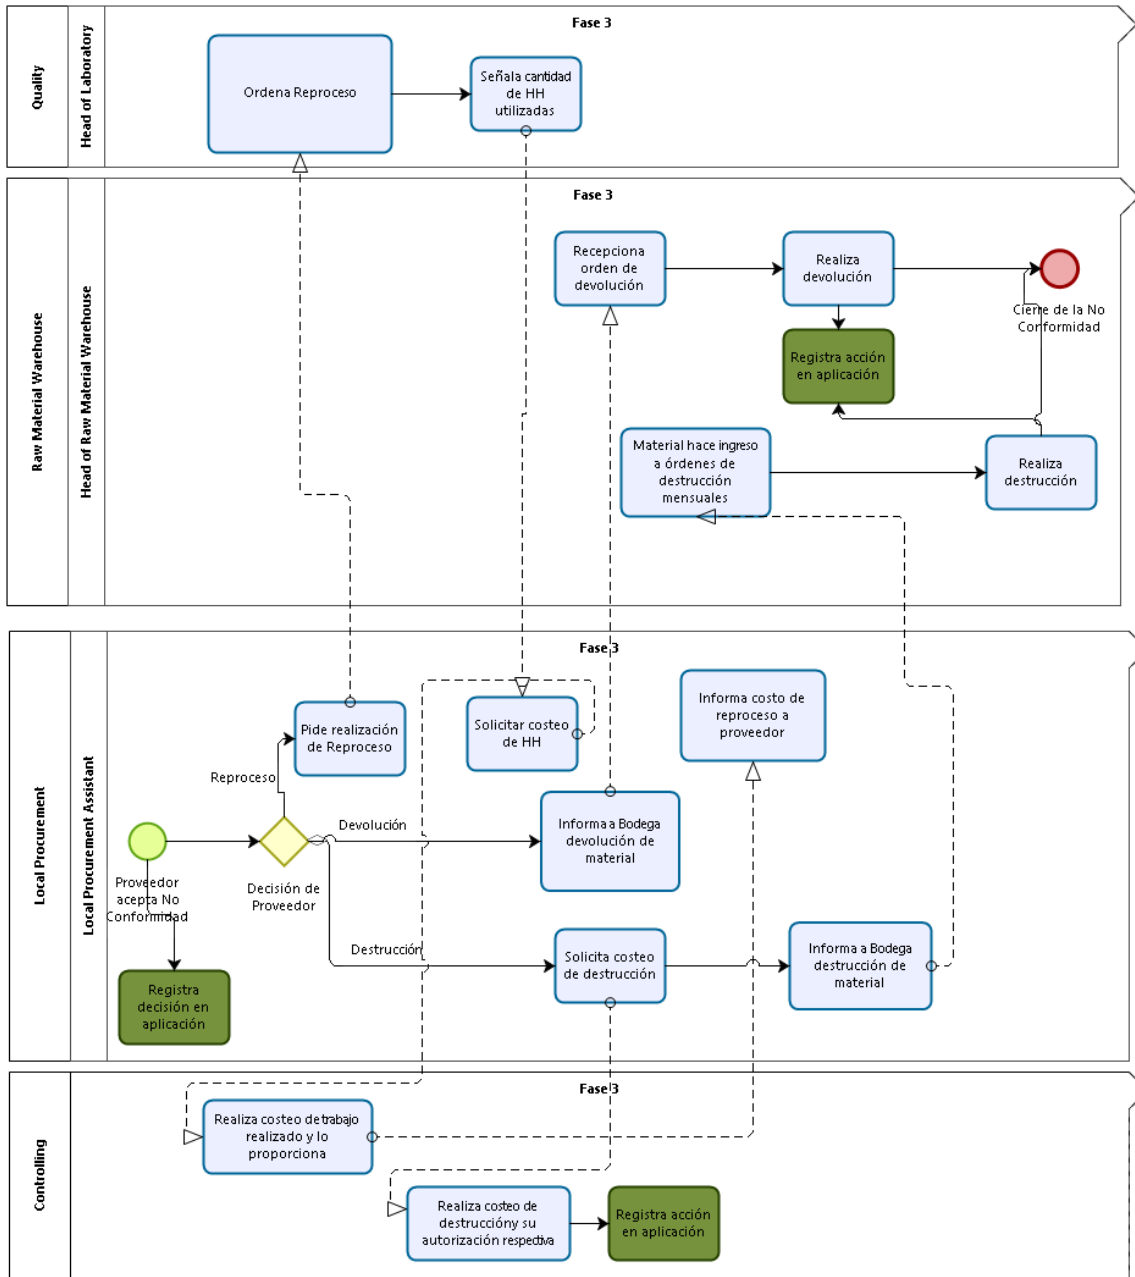 Fase 3
Quality
Head of Laboratory
Ordena Reproceso
Señala cantidad
de HH
utilizadas
Fase 3
Raw Material Warehouse
Head of Raw Material Warehouse
Recepciona
orden de
devolución
Realiza
devolución
Cierre de la No
Conformidad
Registra acción
en aplicación
Material hace ingreso
a órdenes de
destrucción
mensuales
Realiza
destrucción
Fase 3
Local Procurement
Local Procurement Assistant
Pide realización
de Reproceso
Solicitar costeo
de HH
Informa costo de
reproceso a
proveedor
Reproceso
Devolución
Informa a Bodega
devolución de
material
Proveedor
acepta No
Conformidad
Decisión de
Proveedor
Destrucción
Solicita costeo
de destrucción
Informa a Bodega
destrucción de
material
Registra
decisión en
aplicación
Fase 3
Controlling
Realiza costeo detrabajo
realizado y lo
proporciona
Realiza costeo de
destruccióny su
autorización respectiva
Registra acción
en aplicación